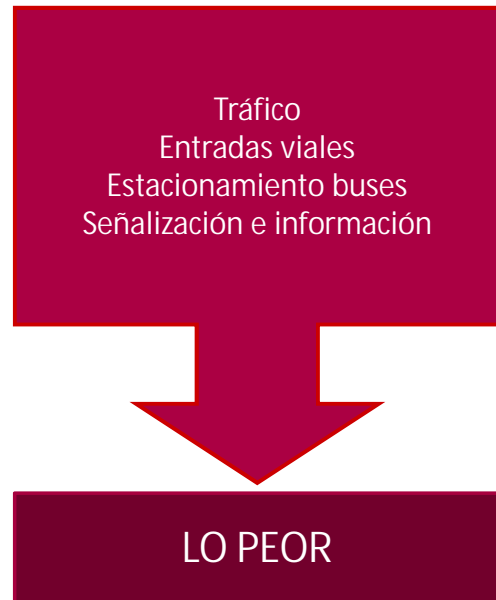 Tráfico
Entradas viales
Estacionamiento buses
Señalización e información
LO PEOR